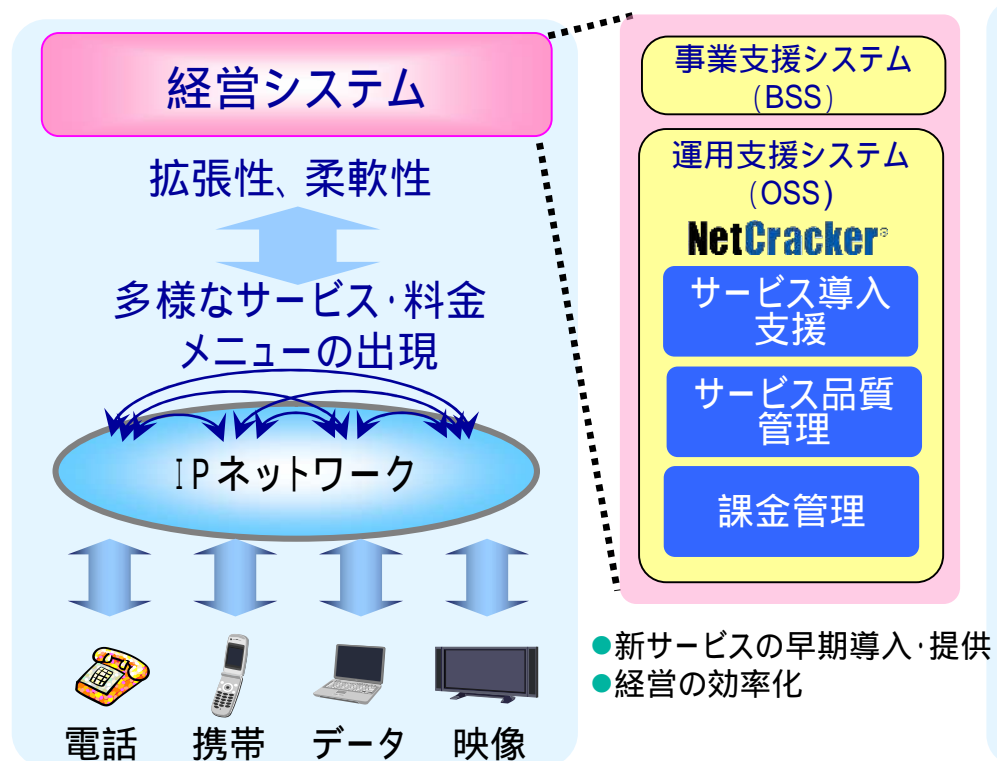 経営システム
拡張性、柔軟性
多様なサービス・料金
メニューの出現
IPネットワーク
電話
携帯
データ
映像
事業支援システム
(BSS)
運用支援システム
(OSS)
NetCracker®
サービス導入
支援
サービス品質
管理
課金管理
●新サービスの早期導入・提供
●経営の効率化